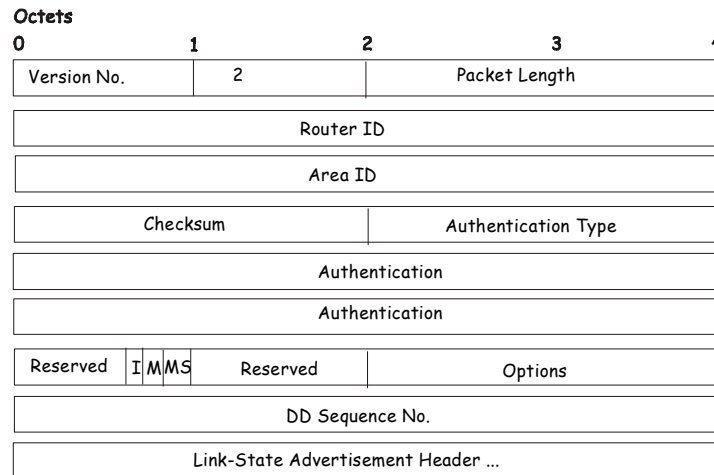 Octets
0 1 2 3 4
Version No. 2 Packet Length
Router ID
Area ID
Checksum Authentication Type
Authentication
Authentication
Reserved I M MS Reserved Options
DD Sequence No.
Link-State Advertisement Header ...